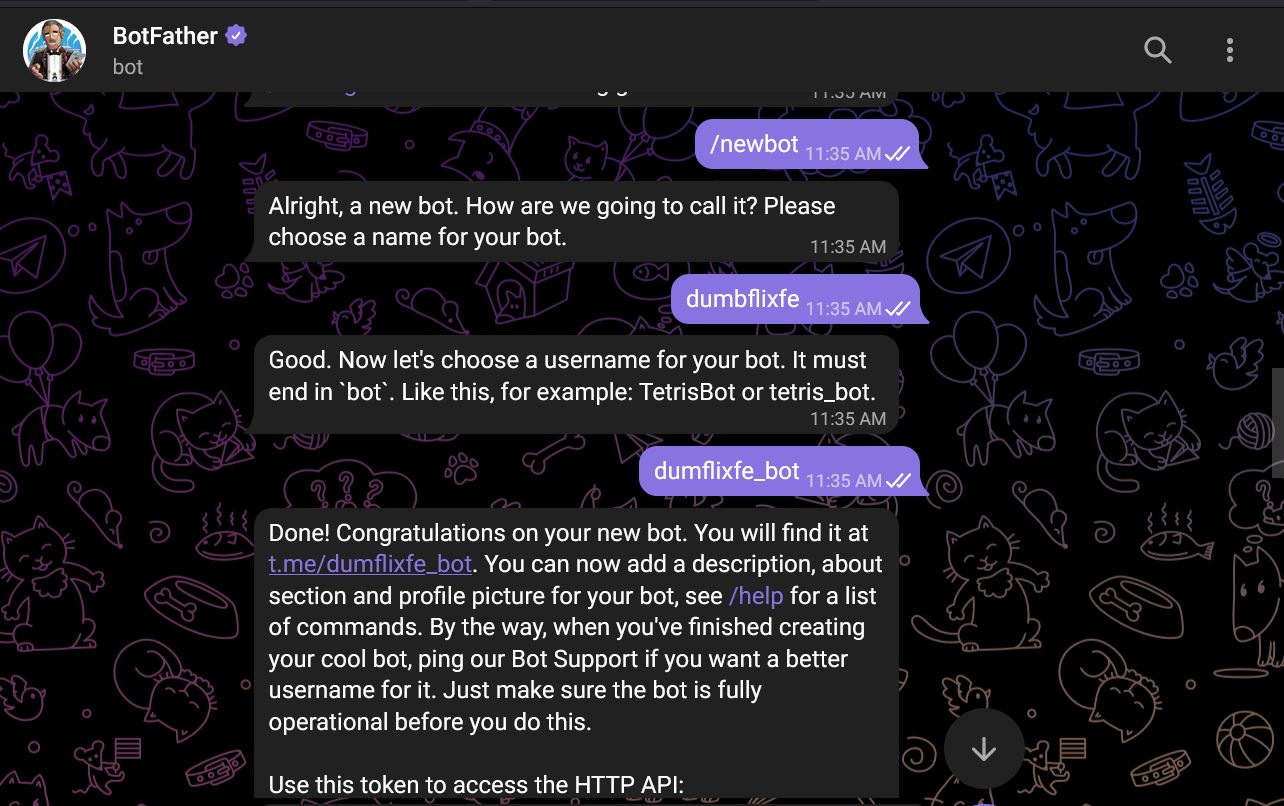 BotFather
bot
11:35 AM
/newbot 11:35 AM
Alright, a new bot. How are we going to call it? Please
choose a name for your bot.
11:35 AM
dumbflixfe 11:35 AM
Good. Now let's choose a username for your bot. It must
end in `bot`. Like this, for example: TetrisBot or tetris_bot.
11:35 AM
dumflixfe_bot 11:35 AM
Done! Congratulations on your new bot. You will find it at
t.me/dumflixfe_bot. You can now add a description, about
section and profile picture for your bot, see /help for a list
of commands. By the way, when you've finished creating
your cool bot, ping our Bot Support if you want a better
username for it. Just make sure the bot is fully
operational before you do this.
Use this token to access the HTTP API: